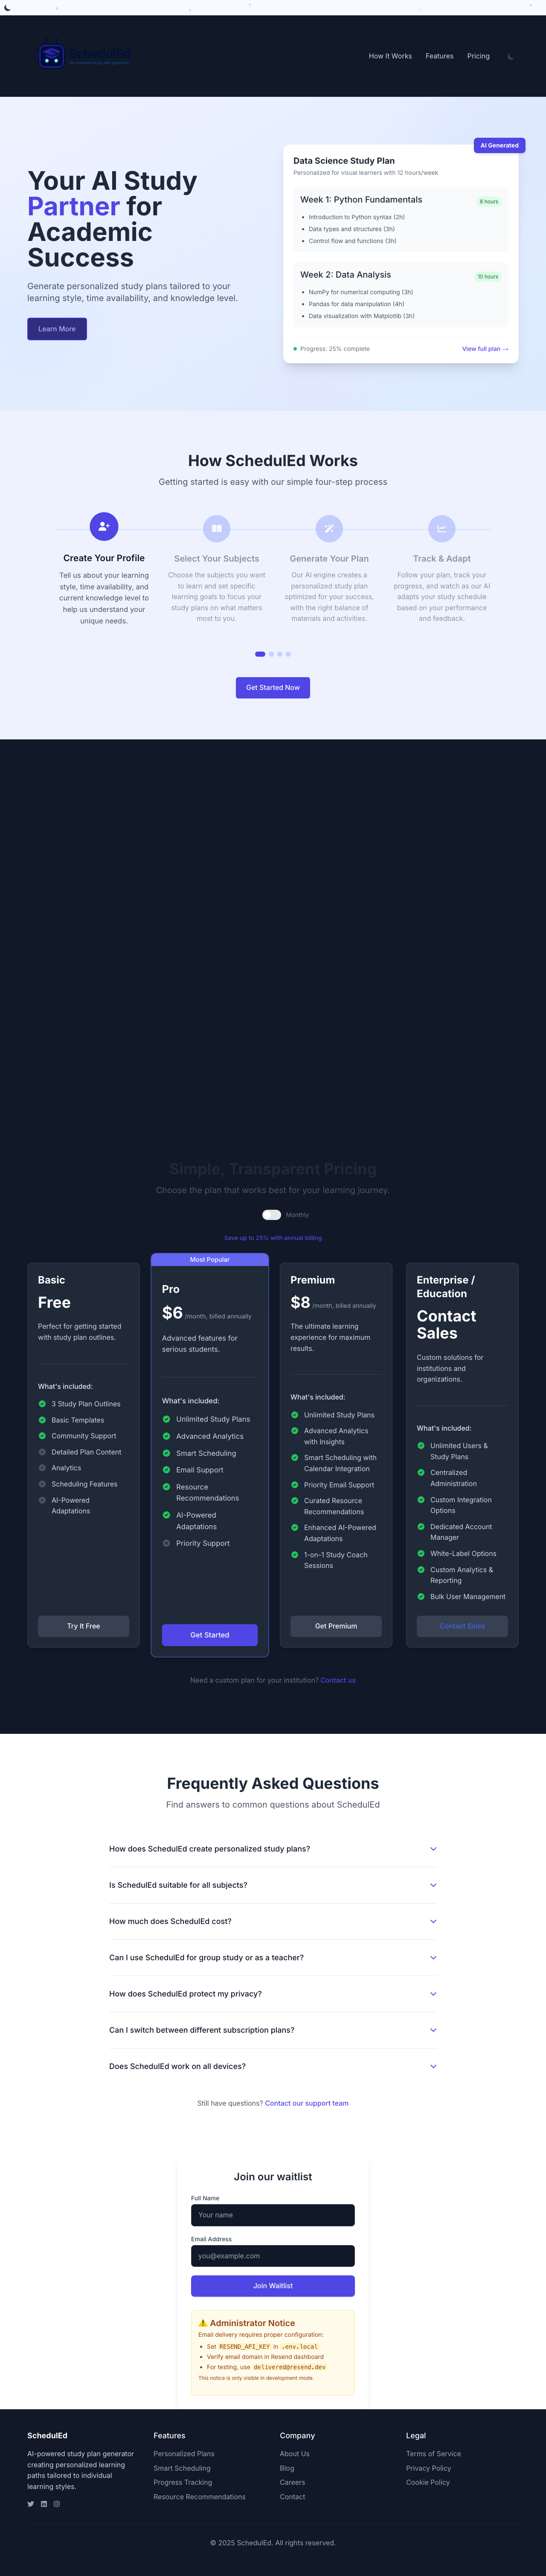 SchedulEd
How It Works
Features
Pricing
Your AI Study
Partner for
Academic
Success
Generate personalized study plans tailored to your
learning style, time availability, and knowledge level.
Learn More
AI Generated
Data Science Study Plan
Personalized for visual learners with 12 hours/week
Week 1: Python Fundamentals
8 hours
• Introduction to Python syntax (2h)
• Data types and structures (3h)
• Control flow and functions (3h)
Week 2: Data Analysis
10 hours
• NumPy for numerical computing (3h)
• Pandas for data manipulation (4h)
• Data visualization with Matplotlib (3h)
Progress: 25% complete
View full plan →
How SchedulEd Works
Getting started is easy with our simple four-step process
Create Your Profile
Tell us about your learning
style, time availability, and
current knowledge level to
help us understand your
unique needs.
Select Your Subjects
Choose the subjects you want
to learn and set specific
learning goals to focus your
study plans on what matters
most to you.
Generate Your Plan
Our AI engine creates a
personalized study plan
optimized for your success,
with the right balance of
materials and activities.
Track & Adapt
Follow your plan, track your
progress, and watch as our AI
adapts your study schedule
based on your performance
and feedback.
Get Started Now
Simple, Transparent Pricing
Choose the plan that works best for your learning journey.
Monthly
Save up to 25% with annual billing
Basic
Free
Perfect for getting started
with study plan outlines.
What's included:
3 Study Plan Outlines
Basic Templates
Community Support
Detailed Plan Content
Analytics
Scheduling Features
AI-Powered
Adaptations
Try It Free
Most Popular
Pro
$6 /month, billed annually
Advanced features for
serious students.
What's included:
Unlimited Study Plans
Advanced Analytics
Smart Scheduling
Email Support
Resource
Recommendations
AI-Powered
Adaptations
Priority Support
Get Started
Premium
$8 /month, billed annually
The ultimate learning
experience for maximum
results.
What's included:
Unlimited Study Plans
Advanced Analytics
with Insights
Smart Scheduling with
Calendar Integration
Priority Email Support
Curated Resource
Recommendations
Enhanced AI-Powered
Adaptations
1-on-1 Study Coach
Sessions
Get Premium
Enterprise /
Education
Contact
Sales
Custom solutions for
institutions and
organizations.
What's included:
Unlimited Users &
Study Plans
Centralized
Administration
Custom Integration
Options
Dedicated Account
Manager
White-Label Options
Custom Analytics &
Reporting
Bulk User Management
Contact Sales
Need a custom plan for your institution? Contact us
Frequently Asked Questions
Find answers to common questions about SchedulEd
How does SchedulEd create personalized study plans?
Is SchedulEd suitable for all subjects?
How much does SchedulEd cost?
Can I use SchedulEd for group study or as a teacher?
How does SchedulEd protect my privacy?
Can I switch between different subscription plans?
Does SchedulEd work on all devices?
Still have questions? Contact our support team
Join our waitlist
Full Name
Your name
Email Address
you@example.com
Join Waitlist
⚠️ Administrator Notice
Email delivery requires proper configuration:
• Set RESEND_API_KEY in .env.local
• Verify email domain in Resend dashboard
• For testing, use delivered@resend.dev
This notice is only visible in development mode.
SchedulEd
AI-powered study plan generator
creating personalized learning
paths tailored to individual
learning styles.
Features
Personalized Plans
Smart Scheduling
Progress Tracking
Resource Recommendations
Company
About Us
Blog
Careers
Contact
Legal
Terms of Service
Privacy Policy
Cookie Policy
© 2025 SchedulEd. All rights reserved.